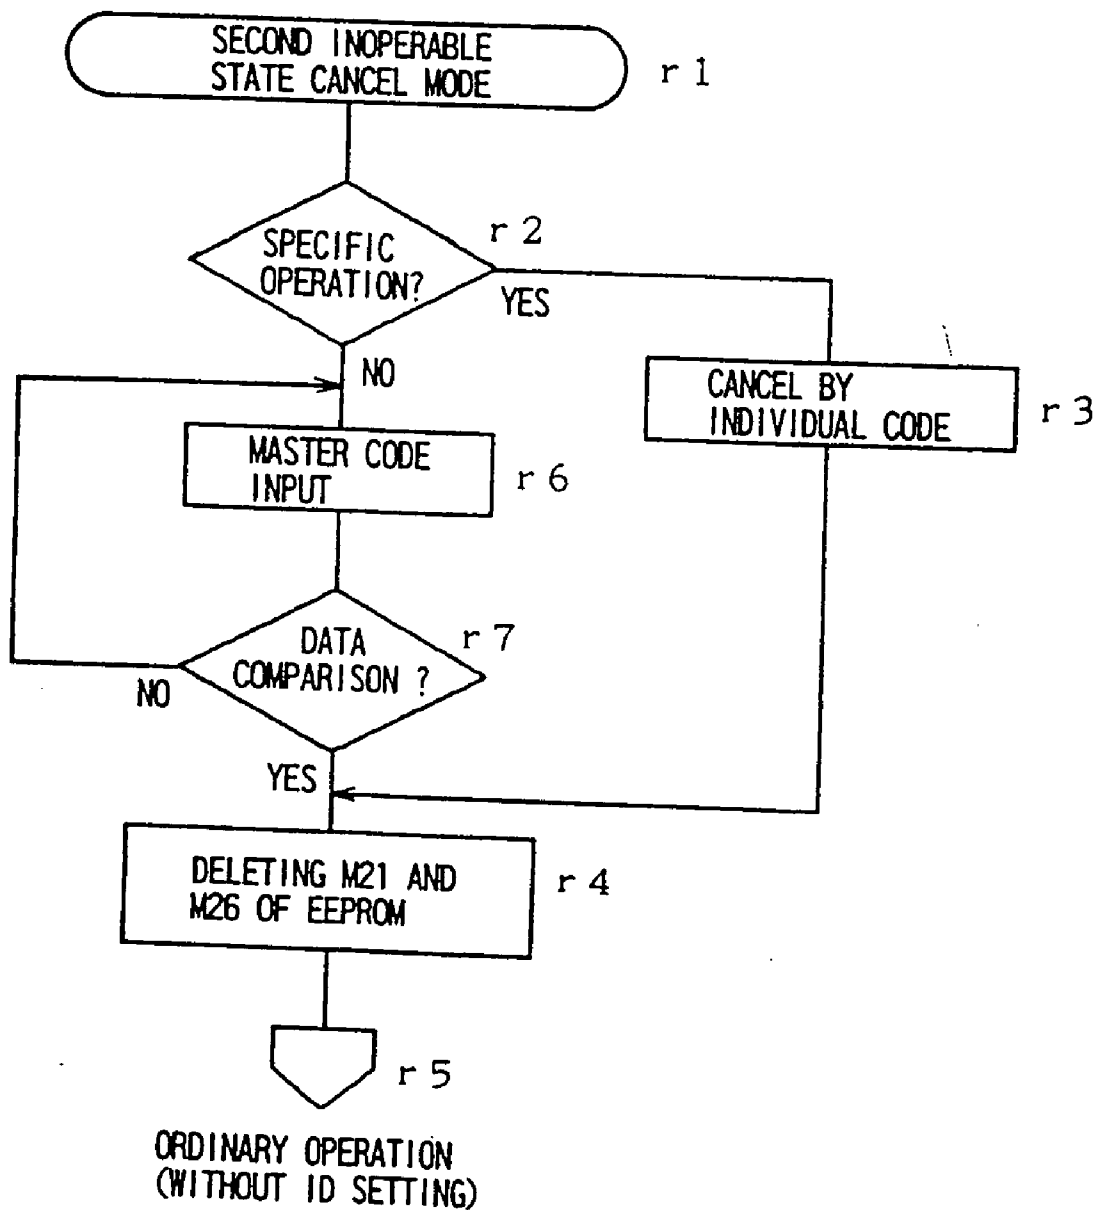 SECOND INOPERABLE
STATE CANCEL MODE
r 1
SPECIFIC
OPERATION?
r 2
YES
NO
CANCEL BY
INDIVIDUAL CODE
r 3
MASTER CODE
INPUT
r 6
DATA
COMPARISON ?
r 7
NO
YES
DELETING M21 AND
M26 OF EEPROM
r 4
r 5
ORDINARY OPERATION
(WITHOUT ID SETTING)